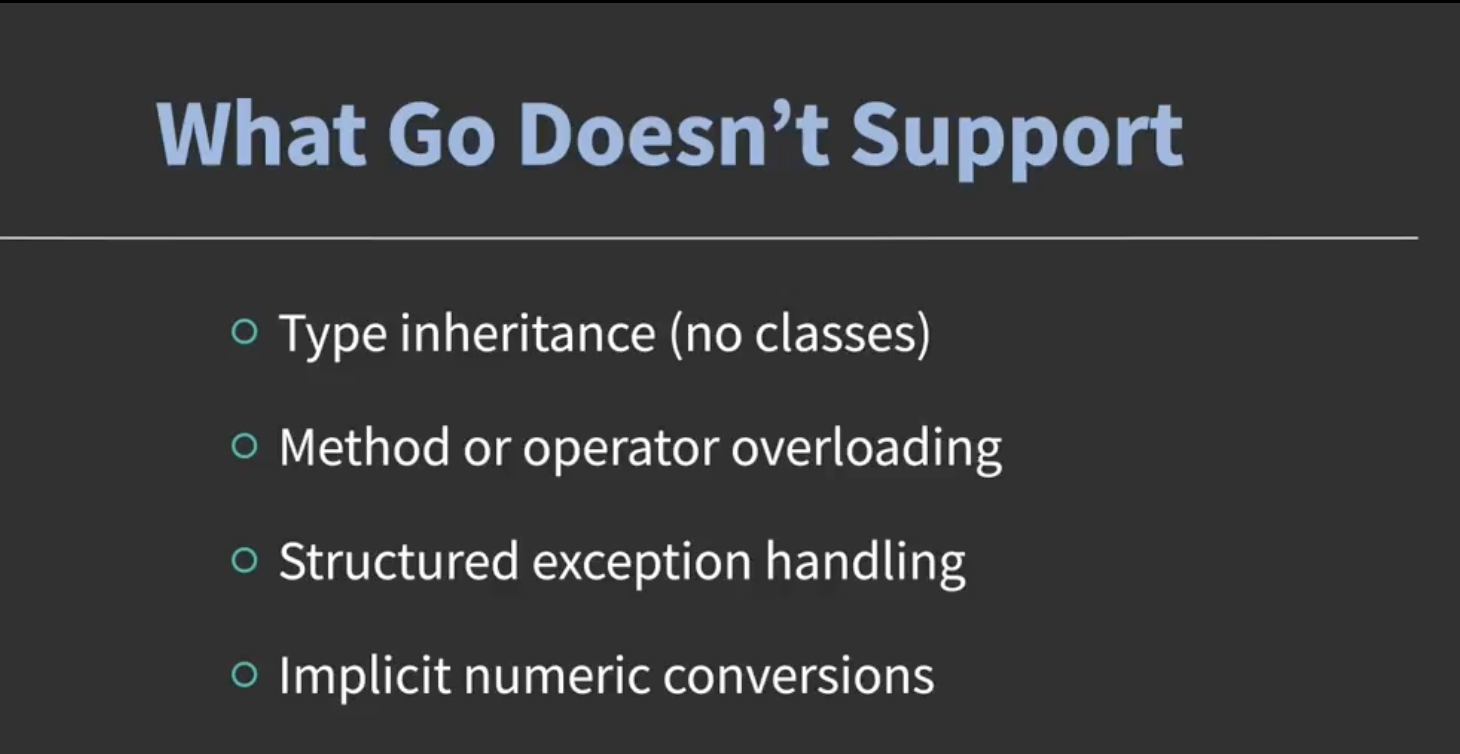 What Go Doesn’t Support
Type inheritance (no classes)
Method or operator overloading
Structured exception handling
Implicit numeric conversions